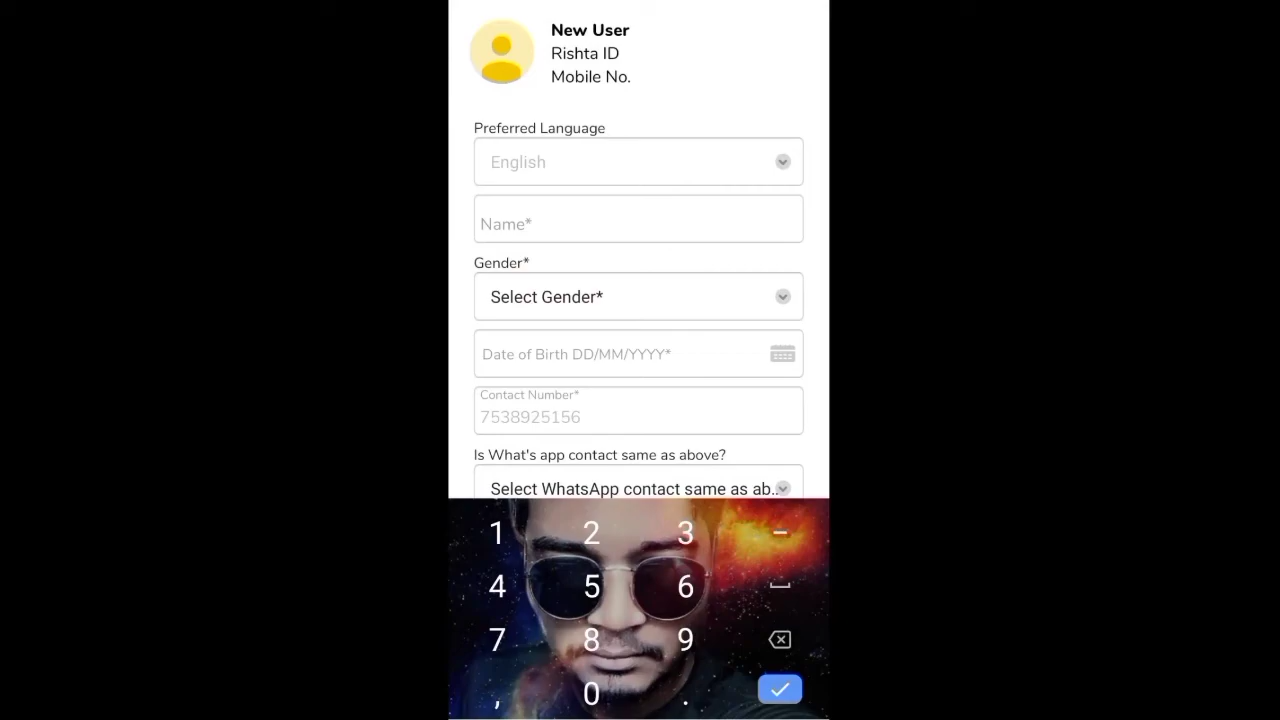 New User
Rishta ID
Mobile No.
Preferred Language
English
Name*
Gender*
Select Gender*
Date of Birth DD/MM/YYYY*
Contact Number*
7538925156
Is What's app contact same as above?
Select WhatsApp contact same as ab..
1 2 3 –
4 5 6
7 8 9
, 0 .